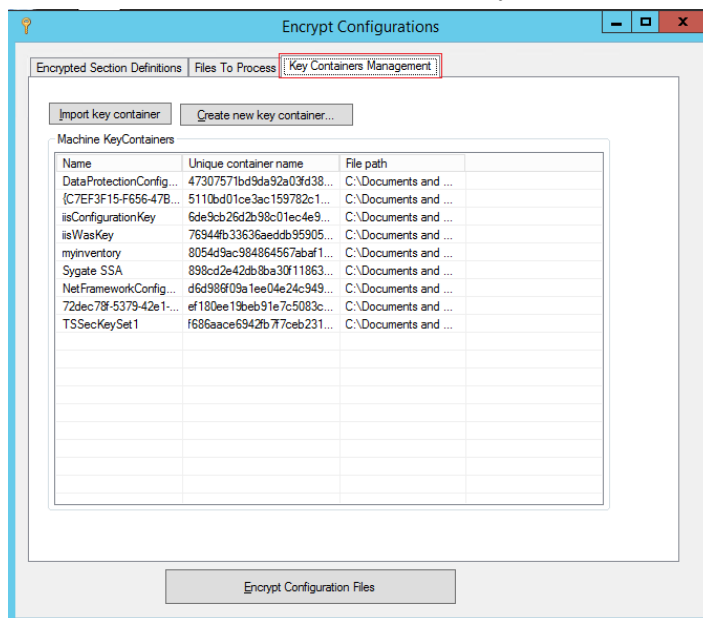 Encrypt Configurations
Encrypted Section Definitions Files To Process Key Containers Management
Import key container Create new key container...
Machine KeyContainers
Name Unique container name File path
DataProtectionConfig... 47307571bd9da92a03fd38... C:\Documents and ...
{C7EF3F15-F656-47B... 5110bd01ce3ac159782c1... C:\Documents and ...
iisConfigurationKey 6de9cb26d2b98c01ec4e9... C:\Documents and ...
iisWasKey 76944fb33636aeddb95905... C:\Documents and ...
myinventory 8054d9ac984864567abaf1... C:\Documents and ...
Sygate SSA 898cd2e42db8ba30f11863... C:\Documents and ...
NetFrameworkConfig... d6d986f09a1ee04e24c949... C:\Documents and ...
72dec78f-5379-42e1-... ef180ee19beb91e7c5083c... C:\Documents and ...
TSSecKeySet1 f686aace6942fb7f7ceb231... C:\Documents and ...
Encrypt Configuration Files